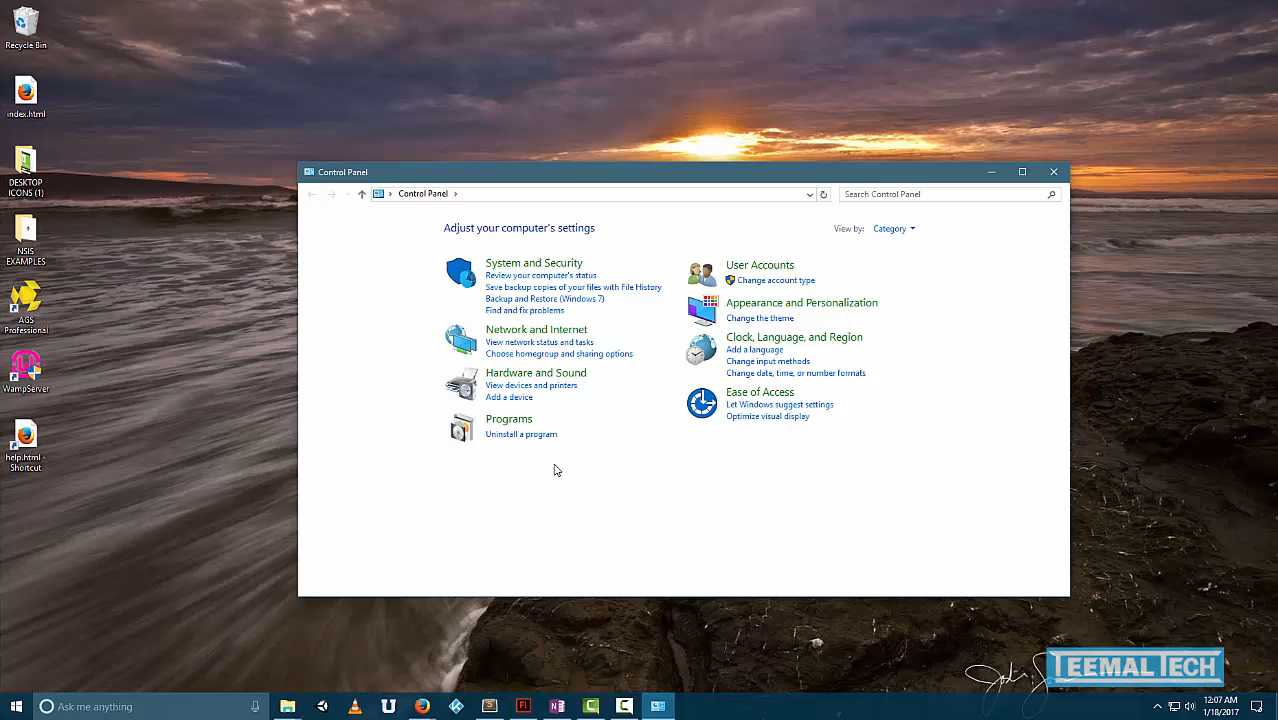 Recycle Bin
index.html
DESKTOP
ICONS (1)
NSIS
EXAMPLES
AGS
Professional
WampServer
help.html -
Shortcut
Control Panel
Control Panel
Search Control Panel
Adjust your computer's settings
View by: Category
System and Security
Review your computer's status
Save backup copies of your files with File History
Backup and Restore (Windows 7)
Find and fix problems
Network and Internet
View network status and tasks
Choose homegroup and sharing options
Hardware and Sound
View devices and printers
Add a device
Programs
Uninstall a program
User Accounts
Change account type
Appearance and Personalization
Change the theme
Clock, Language, and Region
Add a language
Change input methods
Change date, time, or number formats
Ease of Access
Let Windows suggest settings
Optimize visual display
TEEMAL TECH
Ask me anything
12:07 AM
1/18/2017